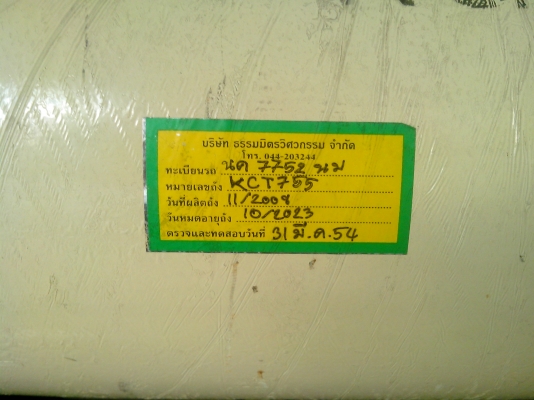 บริษัท ธรรมมิตรวิศวกรรม จำกัด
โทร. 044-203244
ทะเบียนรถ นค 7752 นม
หมายเลขถัง KCT755
วันที่ผลิตถัง 11/2008
วันหมดอายุถัง 10/2023
ตรวจและทดสอบวันที่ 31 มี.ค.54